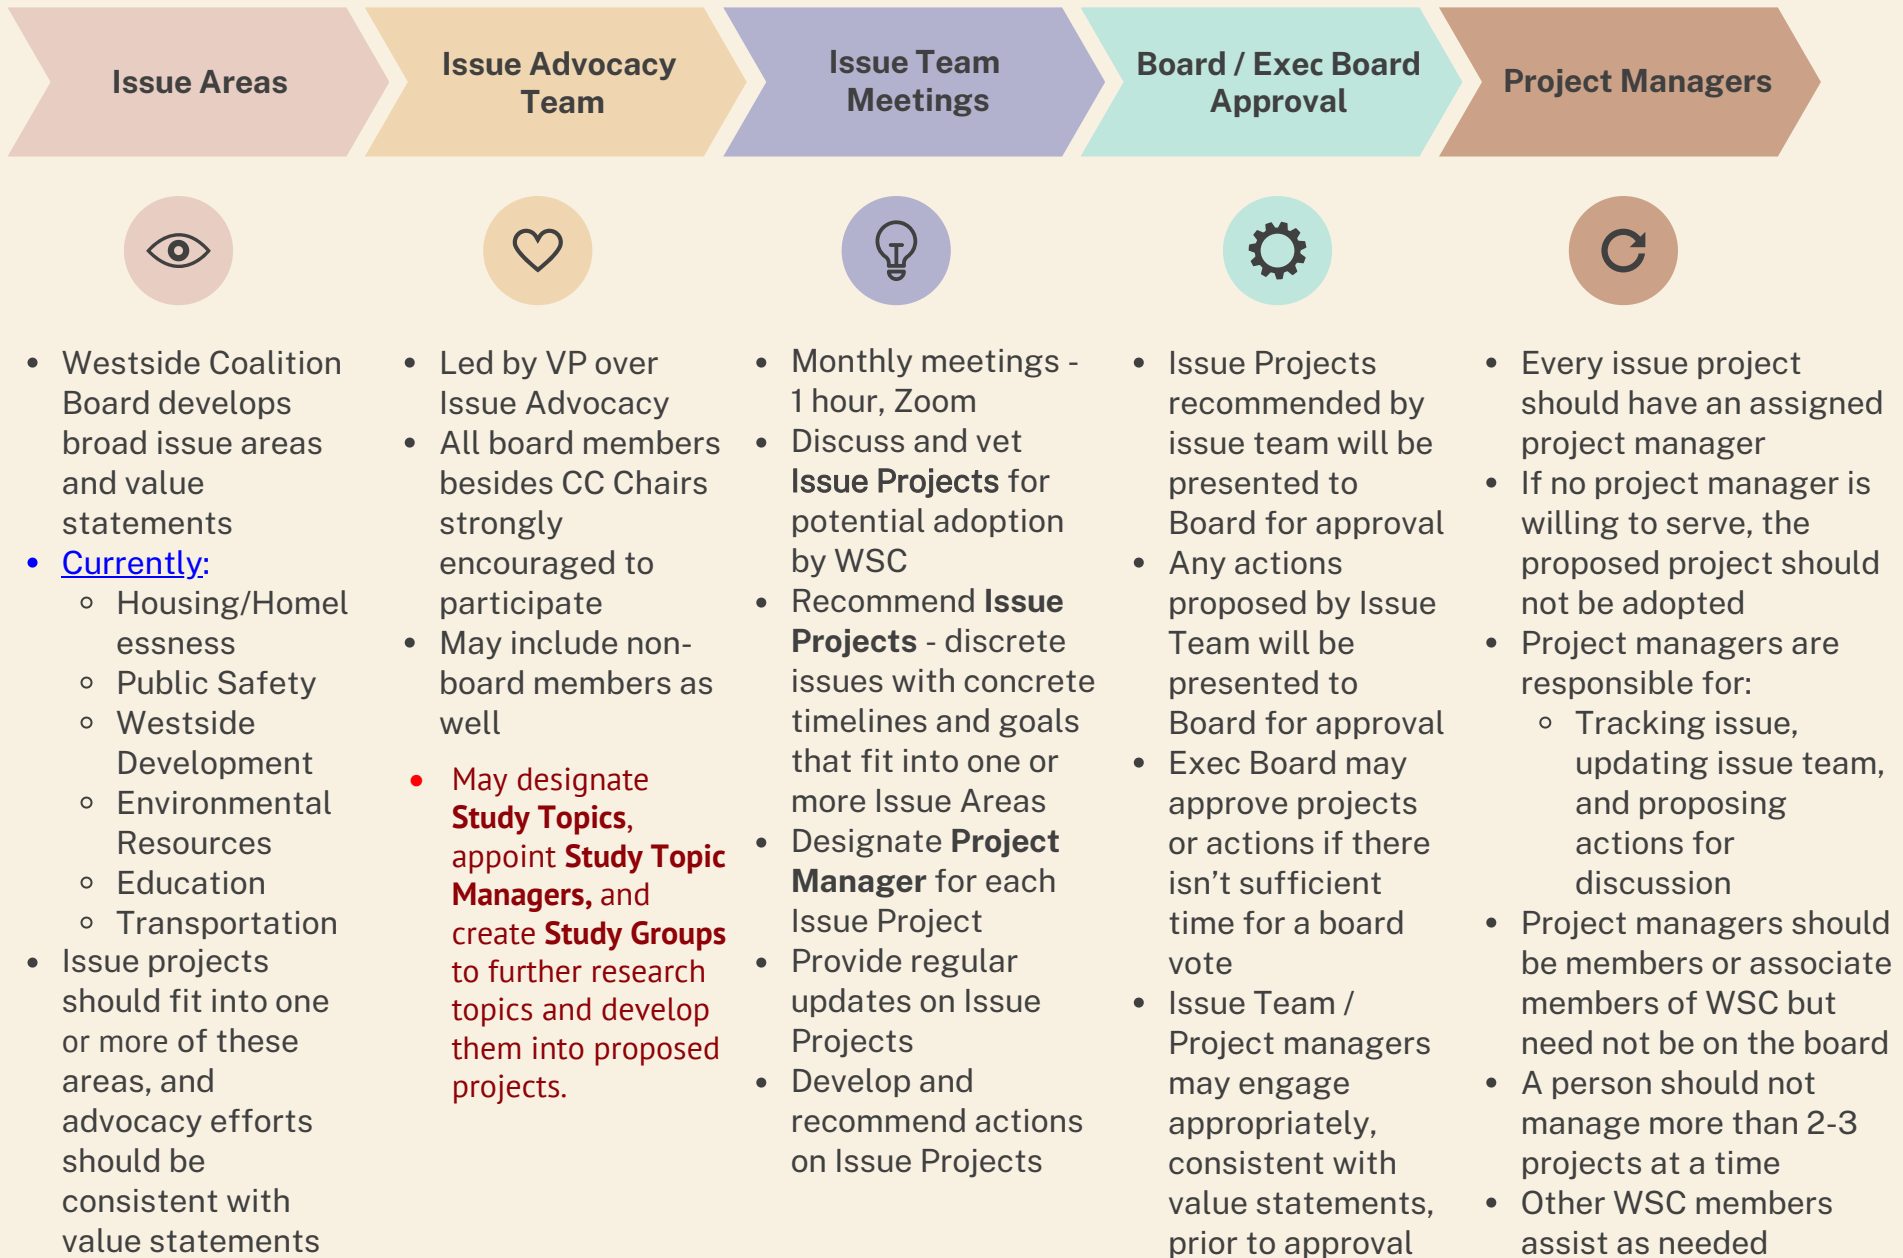 Issue Areas
Issue Advocacy
Team
Issue Team
Meetings
Board / Exec Board
Approval
Project Managers
• Westside Coalition
Board develops
broad issue areas
and value
statements
• Currently:
◦ Housing/Homel
essness
◦ Public Safety
◦ Westside
Development
◦ Environmental
Resources
◦ Education
◦ Transportation
• Issue projects
should fit into one
or more of these
areas, and
advocacy efforts
should be
consistent with
value statements
• Led by VP over
Issue Advocacy
• All board members
besides CC Chairs
strongly
encouraged to
participate
• May include non-
board members as
well
• May designate
Study Topics,
appoint Study Topic
Managers, and
create Study Groups
to further research
topics and develop
them into proposed
projects.
• Monthly meetings -
1 hour, Zoom
• Discuss and vet
Issue Projects for
potential adoption
by WSC
• Recommend Issue
Projects - discrete
issues with concrete
timelines and goals
that fit into one or
more Issue Areas
• Designate Project
Manager for each
Issue Project
• Provide regular
updates on Issue
Projects
• Develop and
recommend actions
on Issue Projects
• Issue Projects
recommended by
issue team will be
presented to
Board for approval
• Any actions
proposed by Issue
Team will be
presented to
Board for approval
• Exec Board may
approve projects
or actions if there
isn't sufficient
time for a board
vote
• Issue Team /
Project managers
may engage
appropriately,
consistent with
value statements,
prior to approval
• Every issue project
should have an assigned
project manager
• If no project manager is
willing to serve, the
proposed project should
not be adopted
• Project managers are
responsible for:
◦ Tracking issue,
updating issue team,
and proposing
actions for
discussion
• Project managers should
be members or associate
members of WSC but
need not be on the board
• A person should not
manage more than 2-3
projects at a time
• Other WSC members
assist as needed